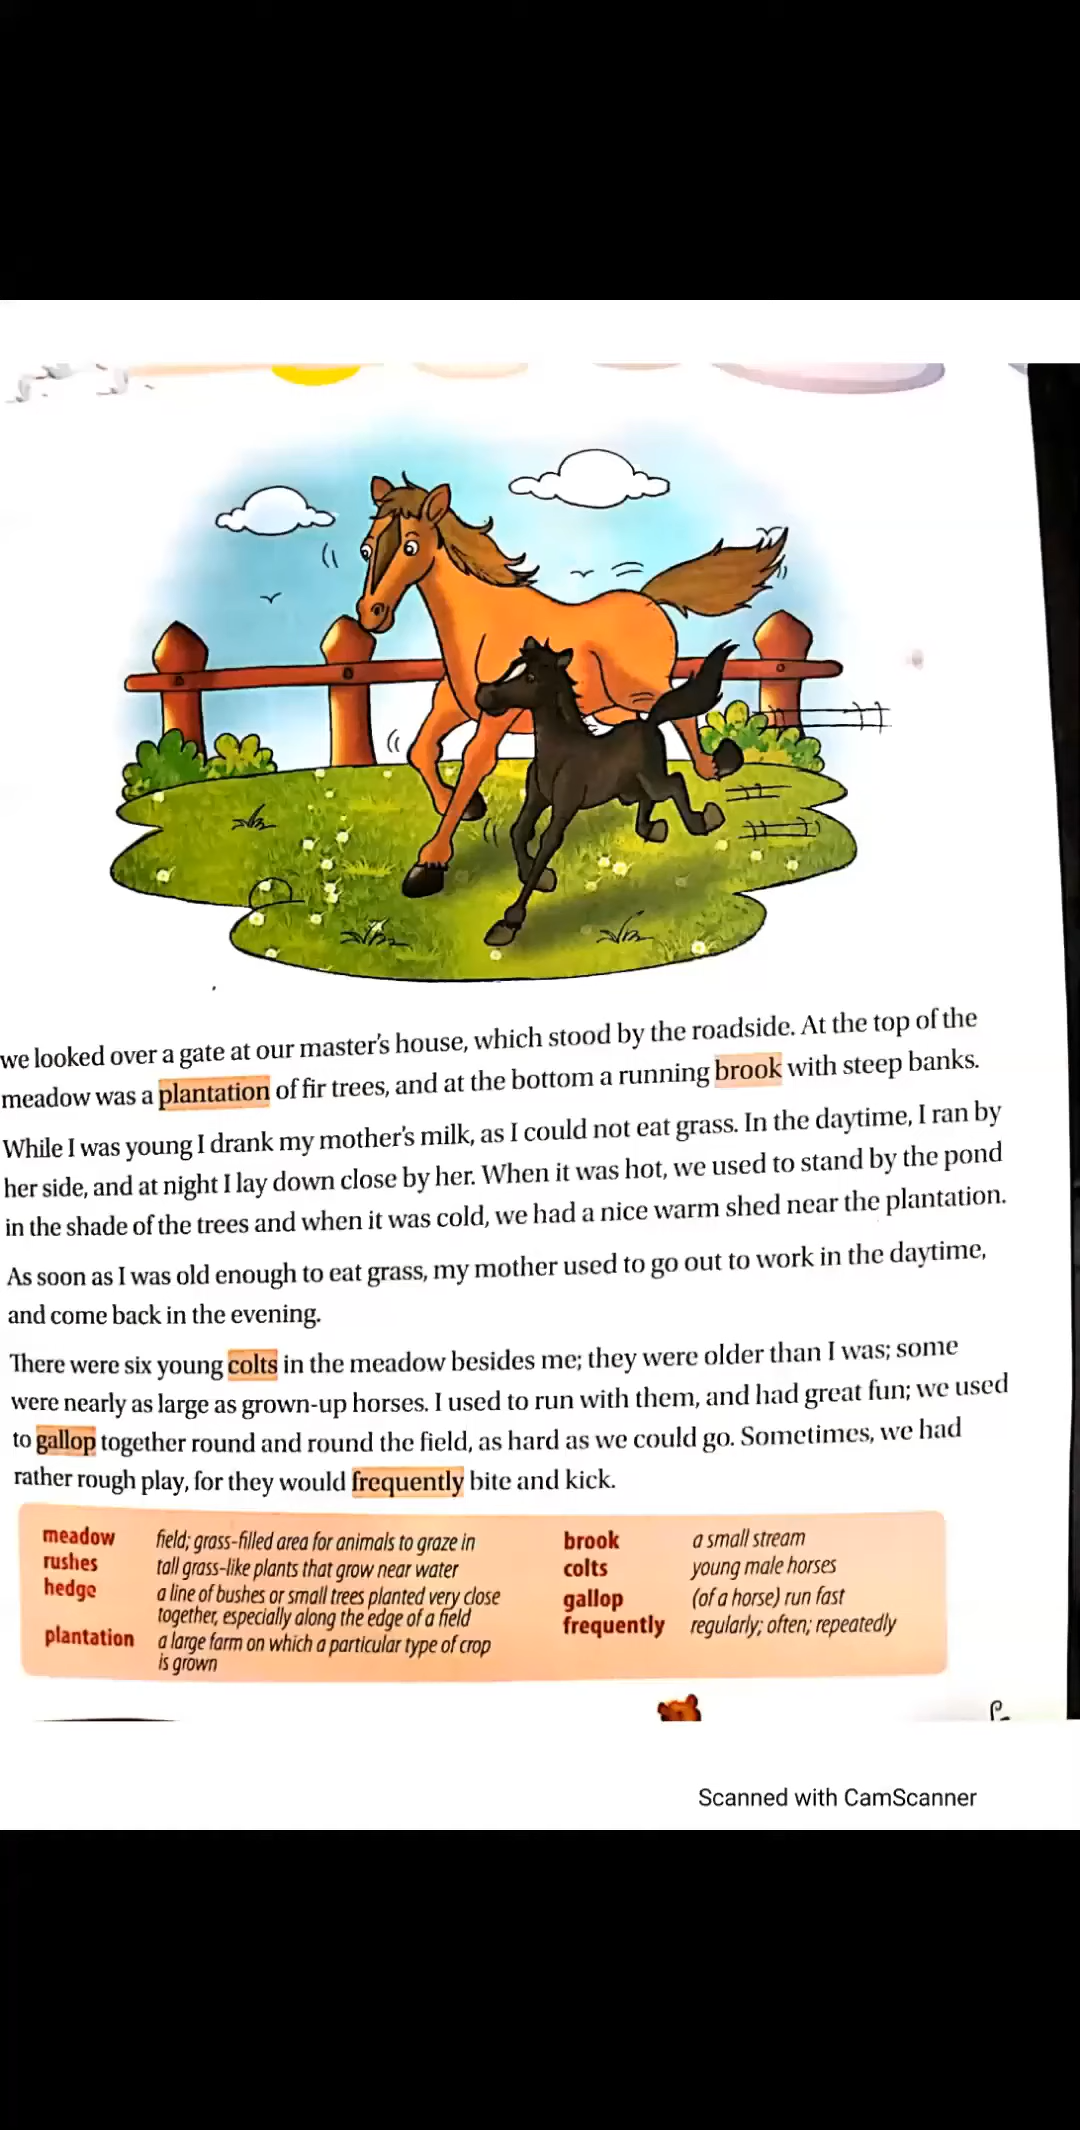 we looked over a gate at our master's house, which stood by the roadside. At the top of the
meadow was a plantation of fir trees, and at the bottom a running brook with steep banks.
While I was young I drank my mother's milk, as I could not eat grass. In the daytime, I ran by
her side, and at night I lay down close by her. When it was hot, we used to stand by the pond
in the shade of the trees and when it was cold, we had a nice warm shed near the plantation.
As soon as I was old enough to eat grass, my mother used to go out to work in the daytime,
and come back in the evening.
There were six young colts in the meadow besides me; they were older than I was; some
were nearly as large as grown-up horses. I used to run with them, and had great fun; we used
to gallop together round and round the field, as hard as we could go. Sometimes, we had
rather rough play, for they would frequently bite and kick.
meadow field; grass-filled area for animals to graze in
rushes tall grass-like plants that grow near water
hedge a line of bushes or small trees planted very close
together, especially along the edge of a field
plantation a large farm on which a particular type of crop
is grown
brook a small stream
colts young male horses
gallop (of a horse) run fast
frequently regularly; often; repeatedly
Scanned with CamScanner